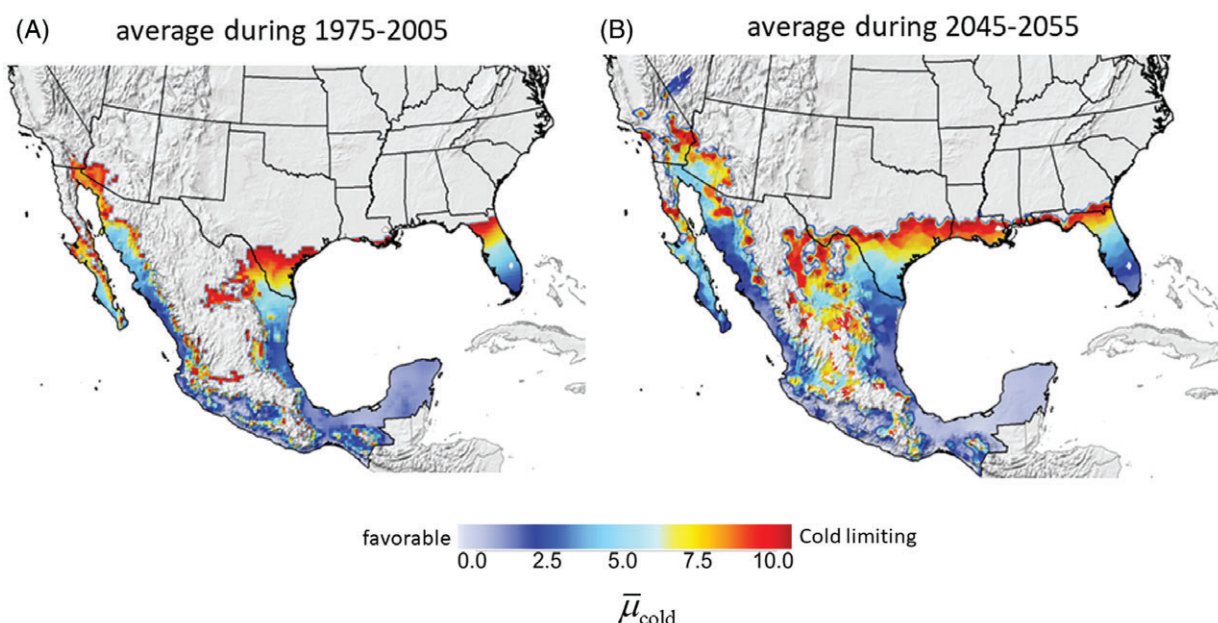 (A) average during 1975-2005
(B) average during 2045-2055
favorable Cold limiting
0.0 2.5 5.0 7.5 10.0
μ̅cold